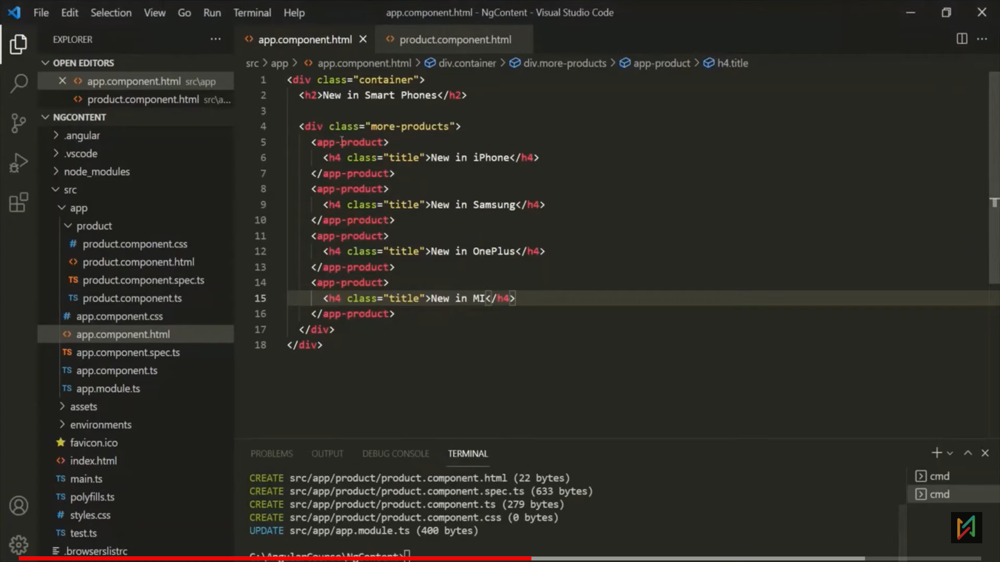 File Edit Selection View Go Run Terminal Help app.component.html - NgContent - Visual Studio Code
EXPLORER
OPEN EDITORS
app.component.html src\app
product.component.html src\a...
NGCONTENT
.angular
.vscode
node_modules
src
app
product
product.component.css
product.component.html
TS product.component.spec.ts
TS product.component.ts
# app.component.css
app.component.html
TS app.component.spec.ts
TS app.component.ts
TS app.module.ts
assets
environments
favicon.ico
index.html
TS main.ts
TS polyfills.ts
# styles.css
TS test.ts
.browserslistrc
app.component.html product.component.html
src > app > app.component.html > div.container > div.more-products > app-product > h4.title
1 <div class="container">
2 <h2>New in Smart Phones</h2>
3
4 <div class="more-products">
5 <app-product>
6 <h4 class="title">New in iPhone</h4>
7 </app-product>
8 <app-product>
9 <h4 class="title">New in Samsung</h4>
10 </app-product>
11 <app-product>
12 <h4 class="title">New in OnePlus</h4>
13 </app-product>
14 <app-product>
15 <h4 class="title">New in MI</h4>
16 </app-product>
17 </div>
18 </div>
PROBLEMS OUTPUT DEBUG CONSOLE TERMINAL
CREATE src/app/product/product.component.html (22 bytes)
CREATE src/app/product/product.component.spec.ts (633 bytes)
CREATE src/app/product/product.component.ts (279 bytes)
CREATE src/app/product/product.component.css (0 bytes)
UPDATE src/app/app.module.ts (400 bytes)
C:\AngularCourse\NgContent>
cmd
cmd